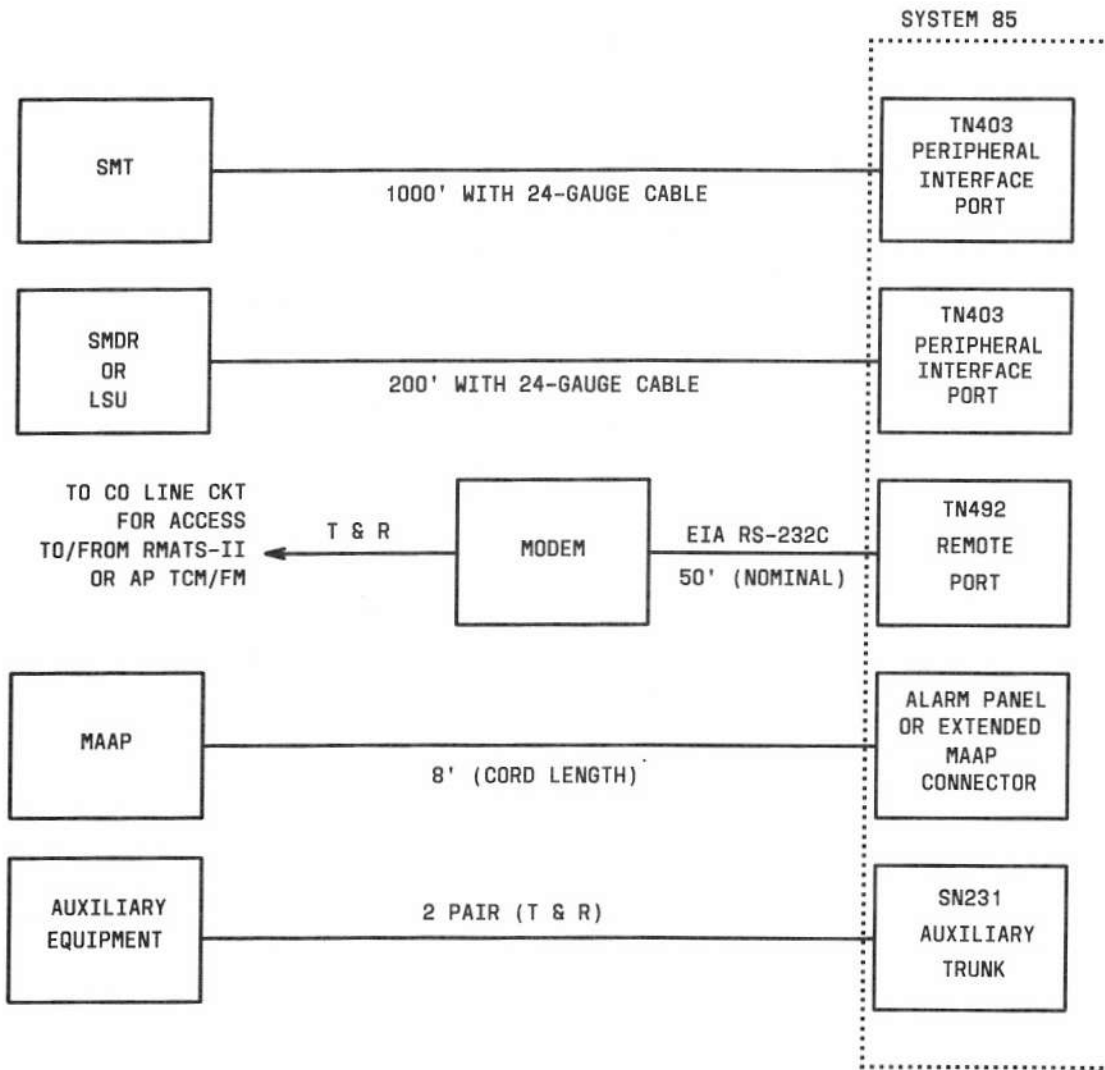 SYSTEM 85
SMT
1000' WITH 24-GAUGE CABLE
TN403
PERIPHERAL
INTERFACE
PORT
SMDR
OR
LSU
200' WITH 24-GAUGE CABLE
TN403
PERIPHERAL
INTERFACE
PORT
TO CO LINE CKT
FOR ACCESS
TO/FROM RMATS-II
OR AP TCM/FM
T & R
MODEM
EIA RS-232C
50' (NOMINAL)
TN492
REMOTE
PORT
MAAP
8' (CORD LENGTH)
ALARM PANEL
OR EXTENDED
MAAP
CONNECTOR
AUXILIARY
EQUIPMENT
2 PAIR (T & R)
SN231
AUXILIARY
TRUNK